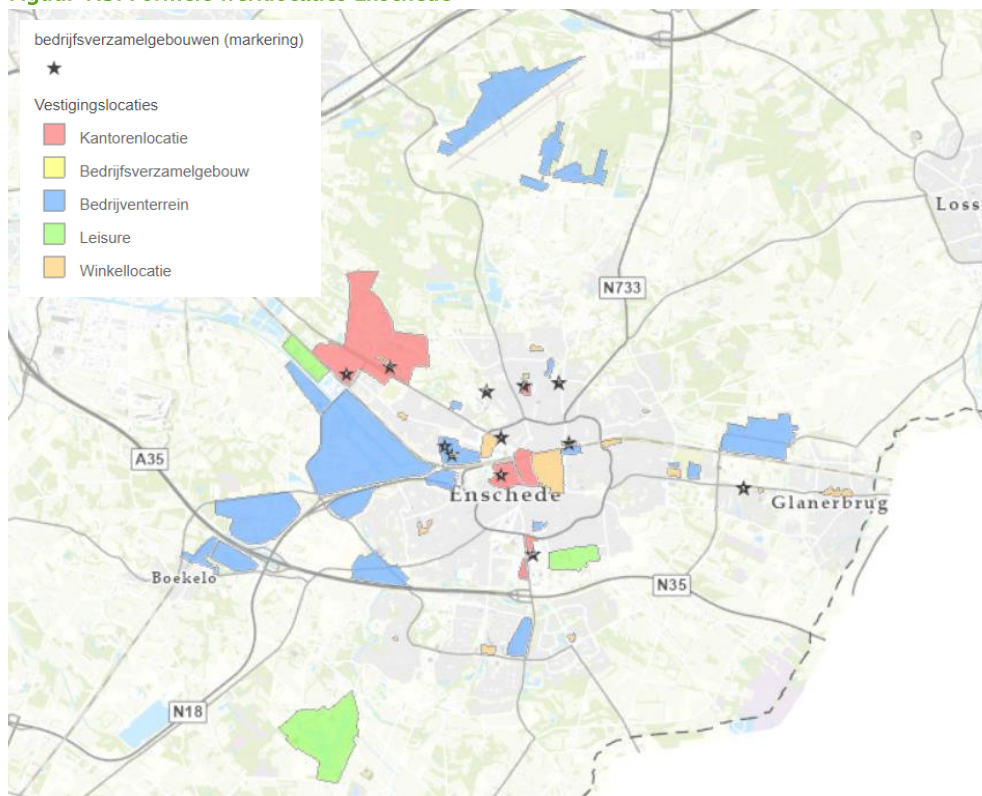 bedrijfsverzamelgebouwen (markering)
Vestigingslocaties
Kantorenlocatie
Bedrijfsverzamelgebouw
Bedrijventerrein
Leisure
Winkellocatie
Loss
N733
A35
Enschede
Glanerbrug
Boekelo
N35
N18